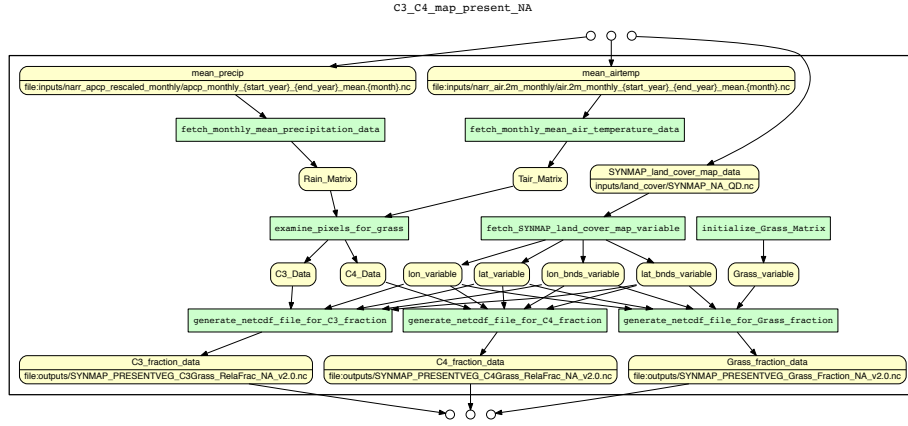 C3_C4_map_present_NA
mean_precip
file:inputs/narr_apcp_rescaled_monthly/apcp_monthly_{start_year}_{end_year}_mean.{month}.nc
mean_airtemp
file:inputs/narr_air.2m_monthly/air.2m_monthly_{start_year}_{end_year}_mean.{month}.nc
fetch_monthly_mean_precipitation_data
fetch_monthly_mean_air_temperature_data
Rain_Matrix
Tair_Matrix
SYNMAP_land_cover_map_data
inputs/land_cover/SYNMAP_NA_QD.nc
examine_pixels_for_grass
fetch_SYNMAP_land_cover_map_variable
initialize_Grass_Matrix
C3_Data
C4_Data
lon_variable
lat_variable
lon_bnds_variable
lat_bnds_variable
Grass_variable
generate_netcdf_file_for_C3_fraction
generate_netcdf_file_for_C4_fraction
generate_netcdf_file_for_Grass_fraction
C3_fraction_data
file:outputs/SYNMAP_PRESENTVEG_C3Grass_RelaFrac_NA_v2.0.nc
C4_fraction_data
file:outputs/SYNMAP_PRESENTVEG_C4Grass_RelaFrac_NA_v2.0.nc
Grass_fraction_data
file:outputs/SYNMAP_PRESENTVEG_Grass_Fraction_NA_v2.0.nc